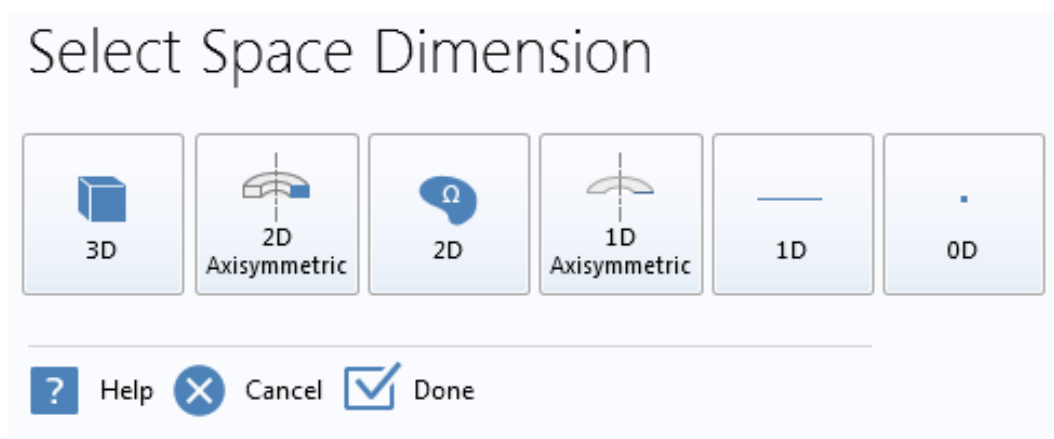 Select Space Dimension
3D
2D
Axisymmetric
Ω
2D
1D
Axisymmetric
1D
0D
? Help Cancel Done